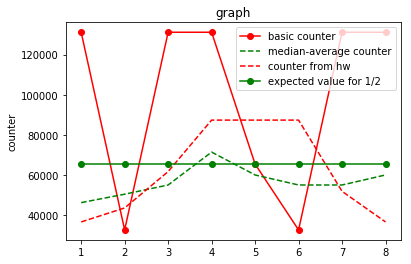 graph
basic counter
median-average counter
counter from hw
expected value for 1/2
counter
120000
100000
80000
60000
40000
1 2 3 4 5 6 7 8